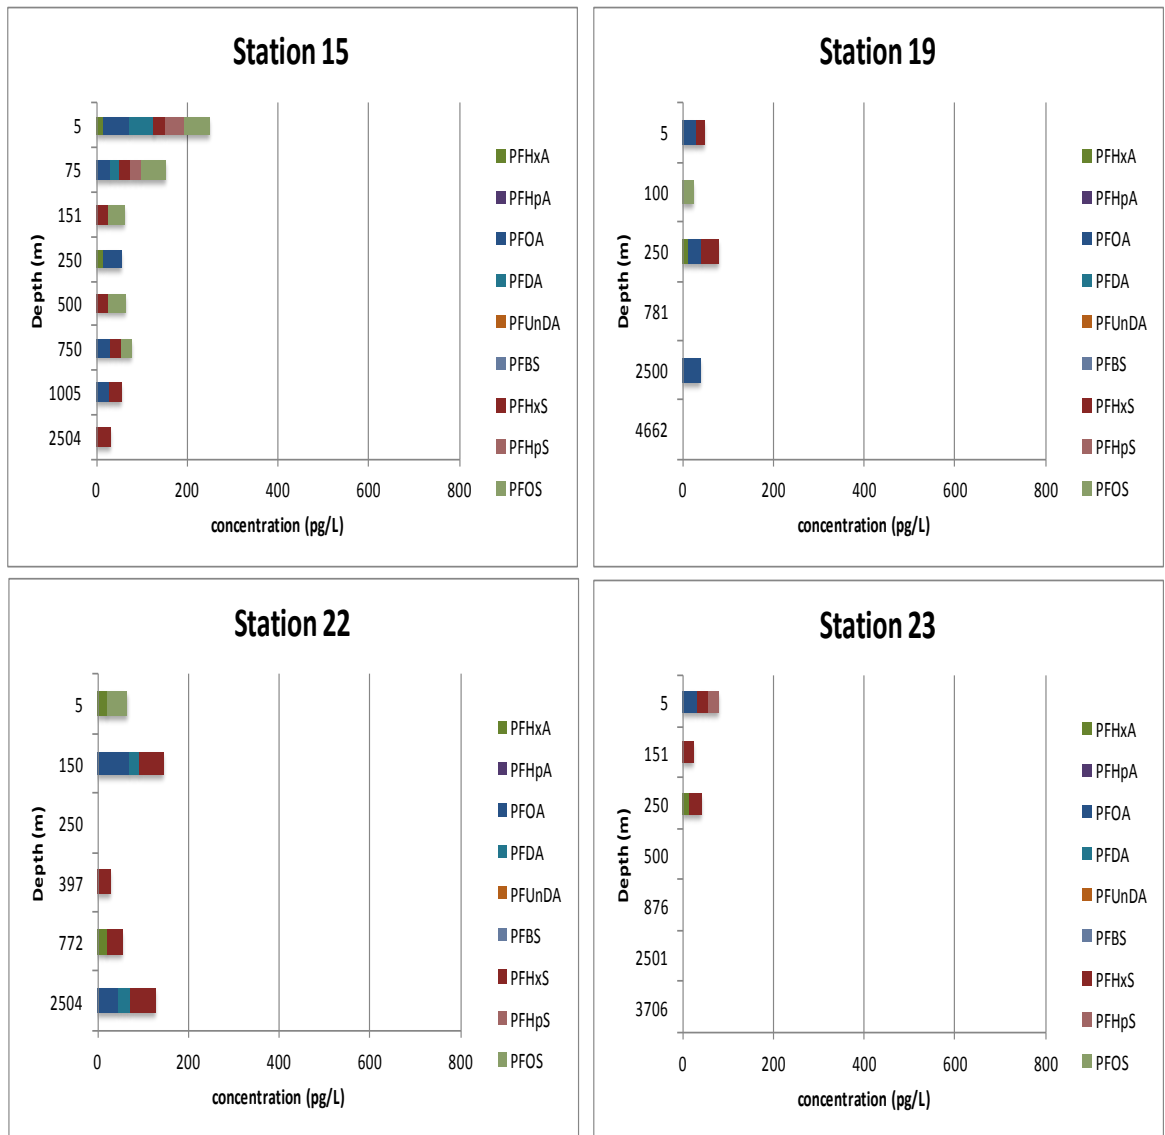 Station 15
Depth (m)
5
75
151
250
500
750
1005
2504
0 200 400 600 800
concentration (pg/L)
PFHxA
PFHpA
PFOA
PFDA
PFUnDA
PFBS
PFHxS
PFHpS
PFOS
Station 19
Depth (m)
5
100
250
781
2500
4662
0 200 400 600 800
concentration (pg/L)
PFHxA
PFHpA
PFOA
PFDA
PFUnDA
PFBS
PFHxS
PFHpS
PFOS
Station 22
Depth (m)
5
150
250
397
772
2504
0 200 400 600 800
concentration (pg/L)
PFHxA
PFHpA
PFOA
PFDA
PFUnDA
PFBS
PFHxS
PFHpS
PFOS
Station 23
Depth (m)
5
151
250
500
876
2501
3706
0 200 400 600 800
concentration (pg/L)
PFHxA
PFHpA
PFOA
PFDA
PFUnDA
PFBS
PFHxS
PFHpS
PFOS